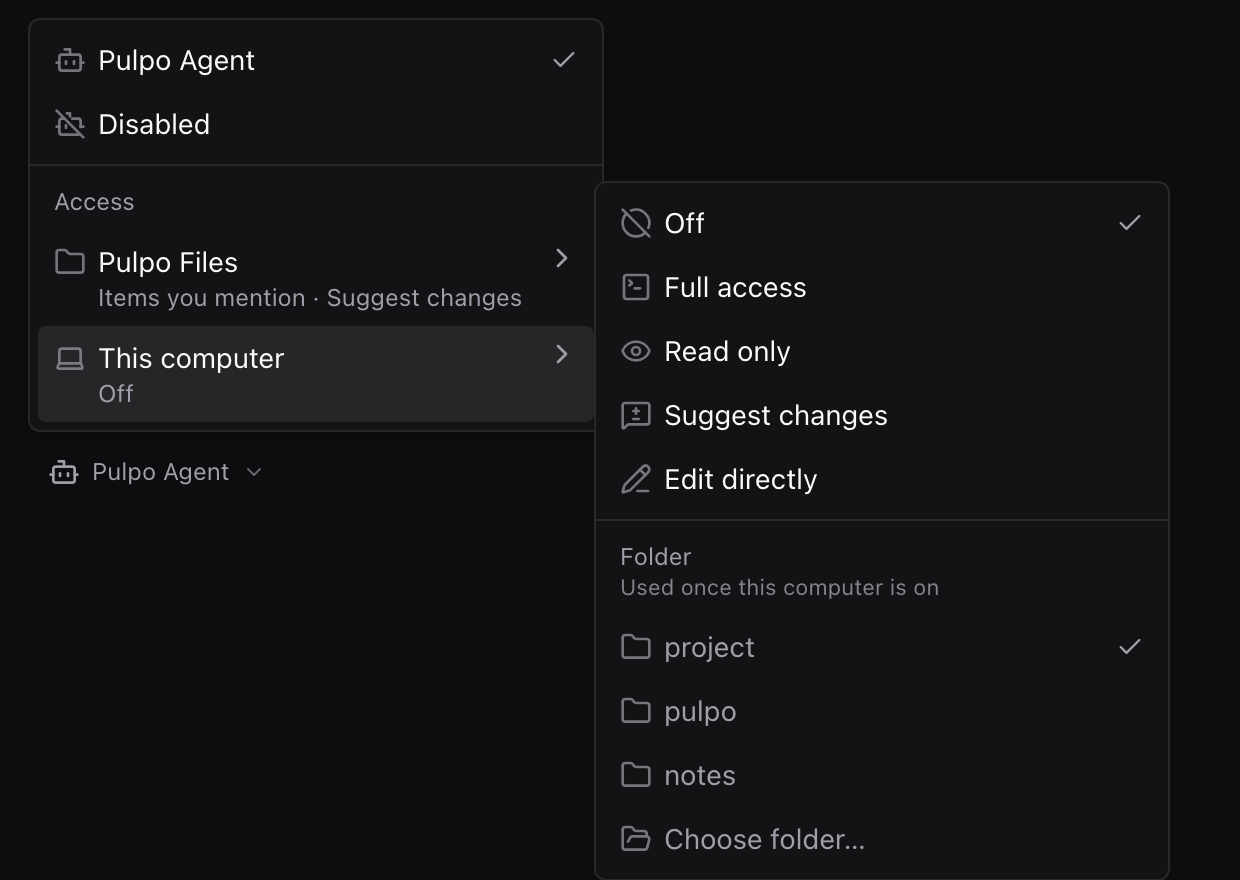 Pulpo Agent
Disabled
Access
Pulpo Files
Items you mention · Suggest changes
This computer
Off
Pulpo Agent
Off
Full access
Read only
Suggest changes
Edit directly
Folder
Used once this computer is on
project
pulpo
notes
Choose folder...